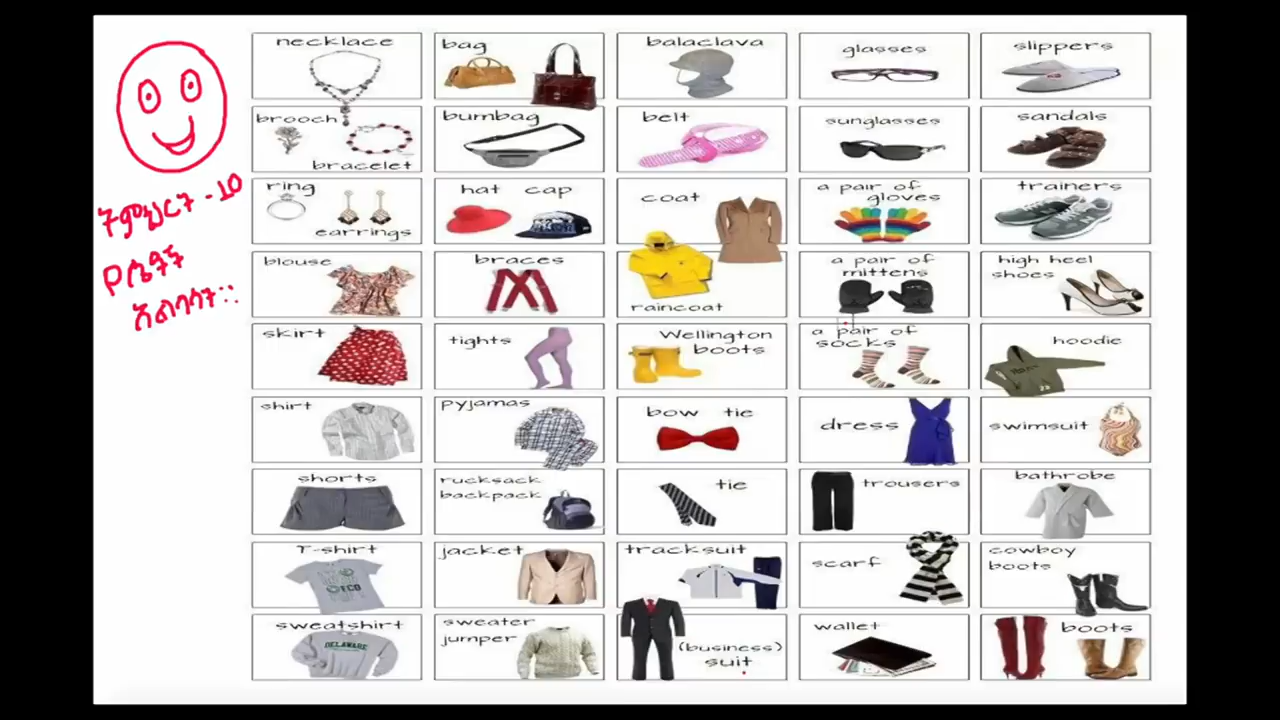 ትምህርት - 10
የሴቶች
አልባሳት::
necklace
bag
balaclava
glasses
slippers
brooch
bracelet
bumbag
belt
sunglasses
sandals
ring
earrings
hat cap
coat
raincoat
a pair of
gloves
trainers
blouse
braces
a pair of
mittens
high heel
shoes
skirt
tights
Wellington
boots
a pair of
socks
hoodie
shirt
pyjamas
bow tie
dress
swimsuit
shorts
rucksack
backpack
tie
trousers
bathrobe
T-shirt
ECO
jacket
tracksuit
scarf
cowboy
boots
sweatshirt
DELAWARE
sweater
jumper
(business)
suit
wallet
boots